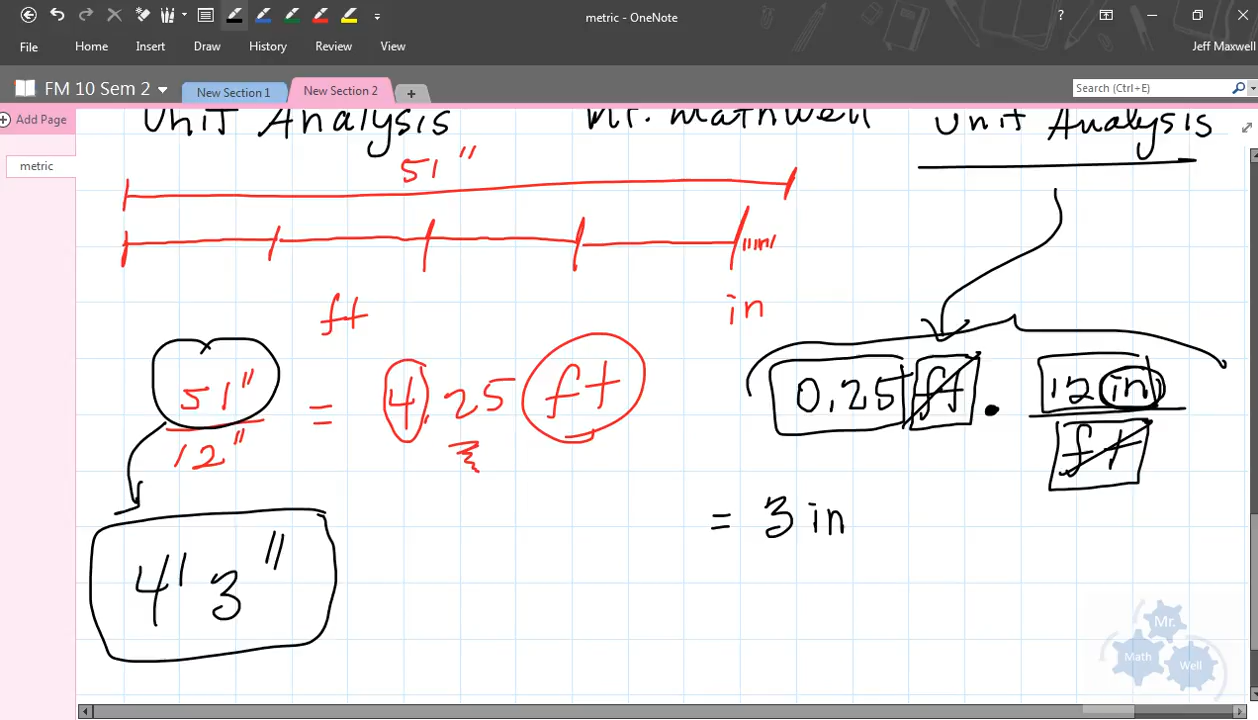 metric - OneNote
?
Jeff Maxwell
File Home Insert Draw History Review View
FM 10 Sem 2 New Section 1 New Section 2 +
Search (Ctrl+E)
Add Page
metric
Unit Analysis Mr. Mathwell Unit Analysis
51"
ft in
51" / 12" = 4.25 ft
0.25 ft • 12 in / ft
= 3 in
4' 3"
Mr.
Math Well